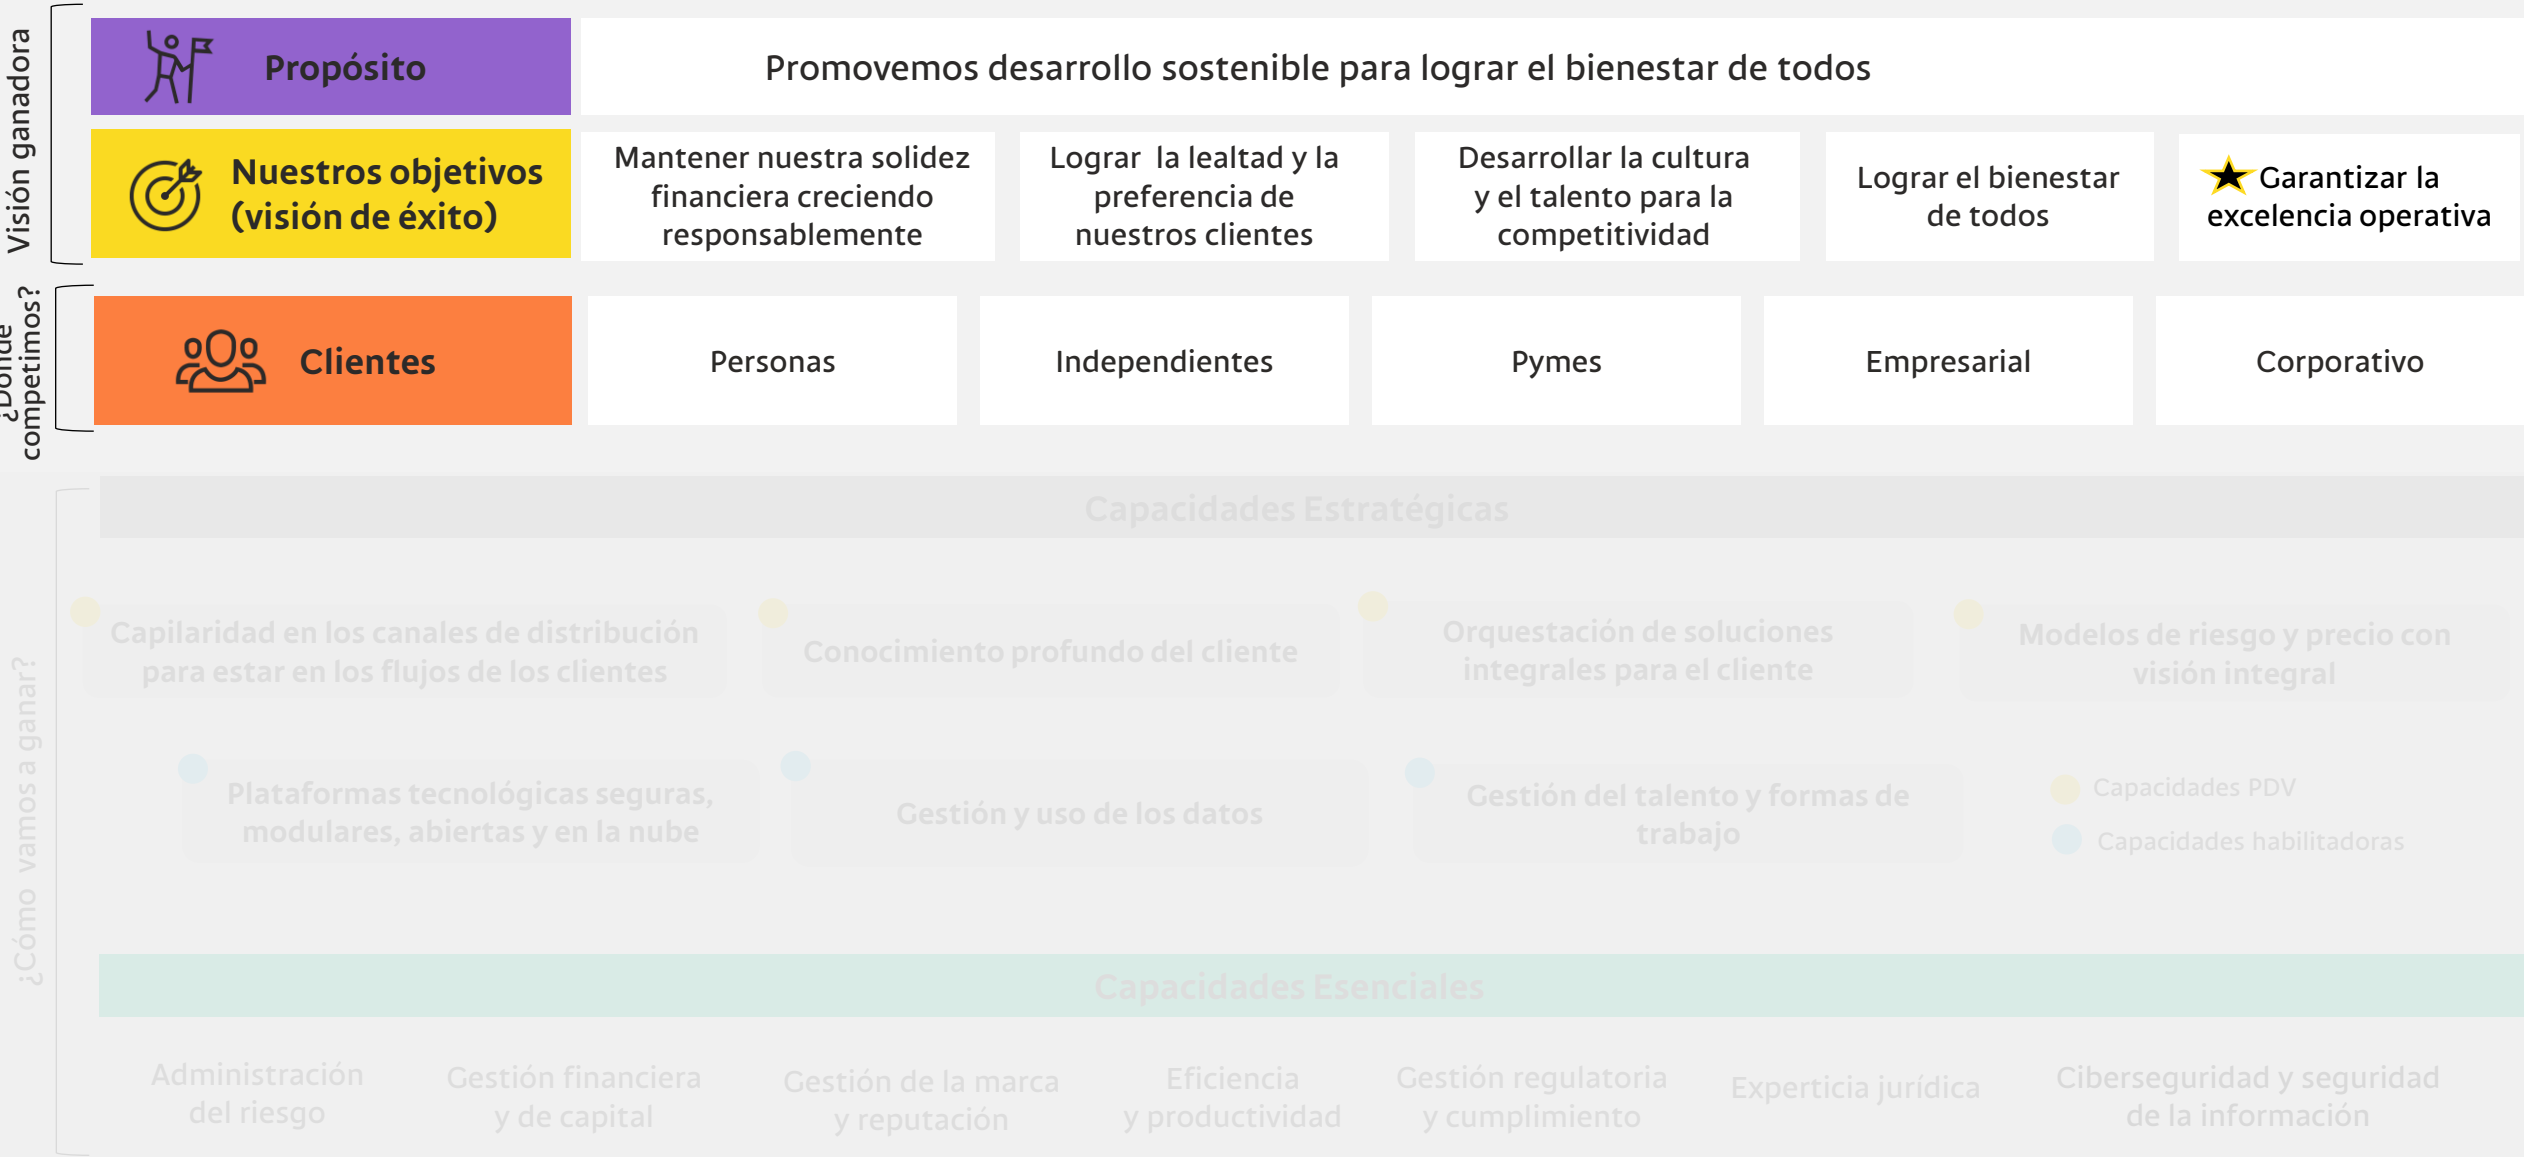 Visión ganadora
Propósito
Promovemos desarrollo sostenible para lograr el bienestar de todos
Nuestros objetivos
(visión de éxito)
Mantener nuestra solidez
financiera creciendo
responsablemente
Lograr la lealtad y la
preferencia de
nuestros clientes
Desarrollar la cultura
y el talento para la
competitividad
Lograr el bienestar
de todos
Garantizar la
excelencia operativa
¿Dónde
competimos?
Clientes
Personas
Independientes
Pymes
Empresarial
Corporativo
¿Cómo vamos a ganar?
Capacidades Estratégicas
Capilaridad en los canales de distribución
para estar en los flujos de los clientes
Conocimiento profundo del cliente
Orquestación de soluciones
integrales para el cliente
Modelos de riesgo y precio con
visión integral
Plataformas tecnológicas seguras,
modulares, abiertas y en la nube
Gestión y uso de los datos
Gestión del talento y formas de
trabajo
Capacidades PDV
Capacidades habilitadoras
Capacidades Esenciales
Administración
del riesgo
Gestión financiera
y de capital
Gestión de la marca
y reputación
Eficiencia
y productividad
Gestión regulatoria
y cumplimiento
Experticia jurídica
Ciberseguridad y seguridad
de la información